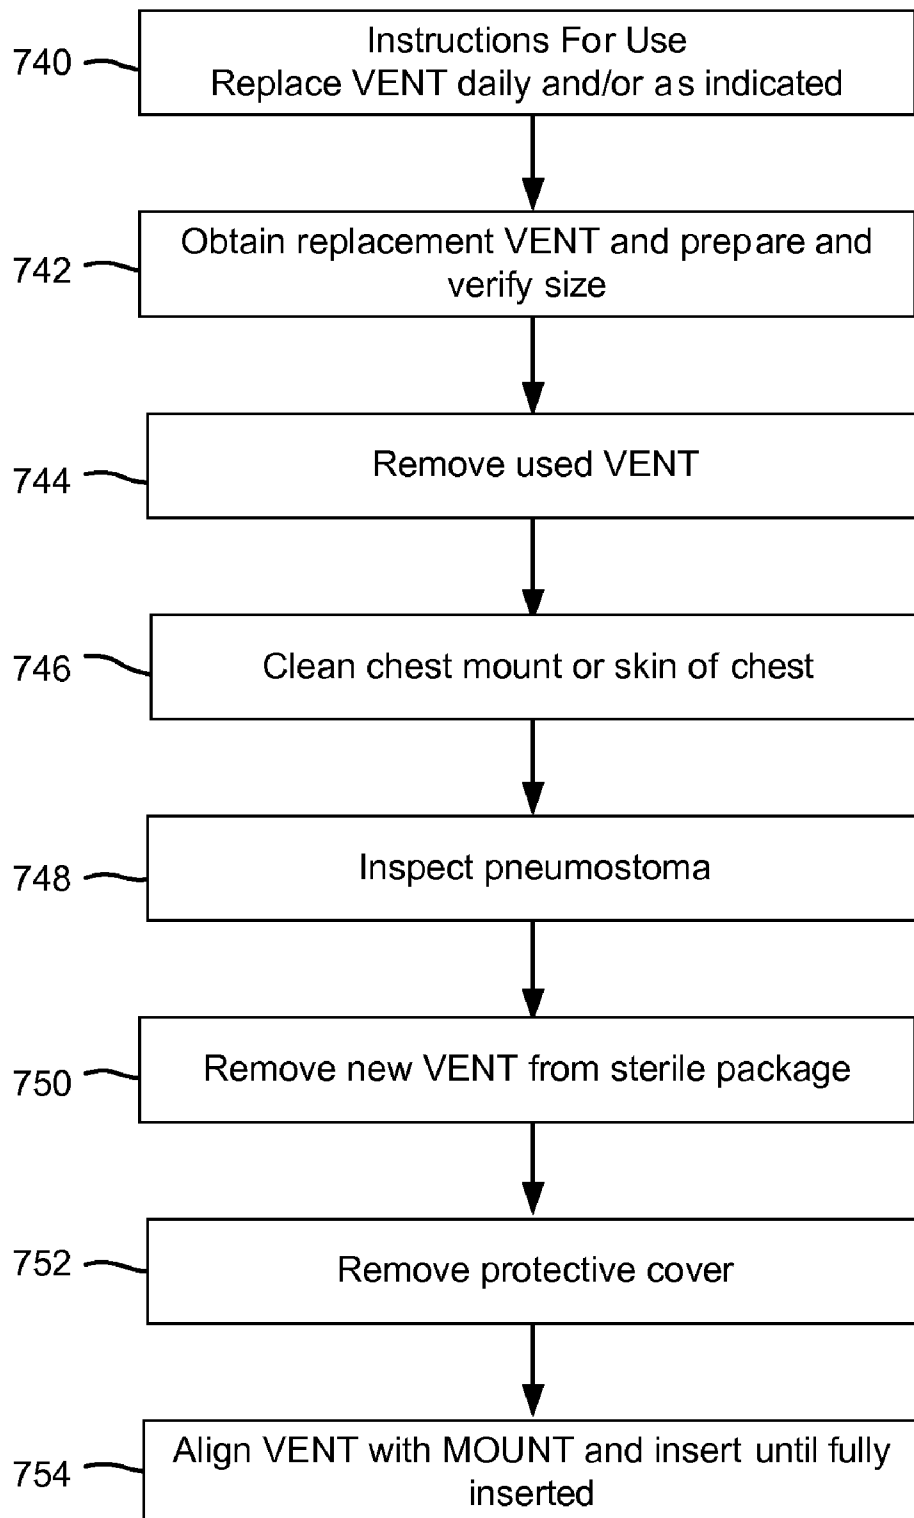 740
Instructions For Use
Replace VENT daily and/or as indicated
742
Obtain replacement VENT and prepare and
verify size
744
Remove used VENT
746
Clean chest mount or skin of chest
748
Inspect pneumostoma
750
Remove new VENT from sterile package
752
Remove protective cover
754
Align VENT with MOUNT and insert until fully
inserted